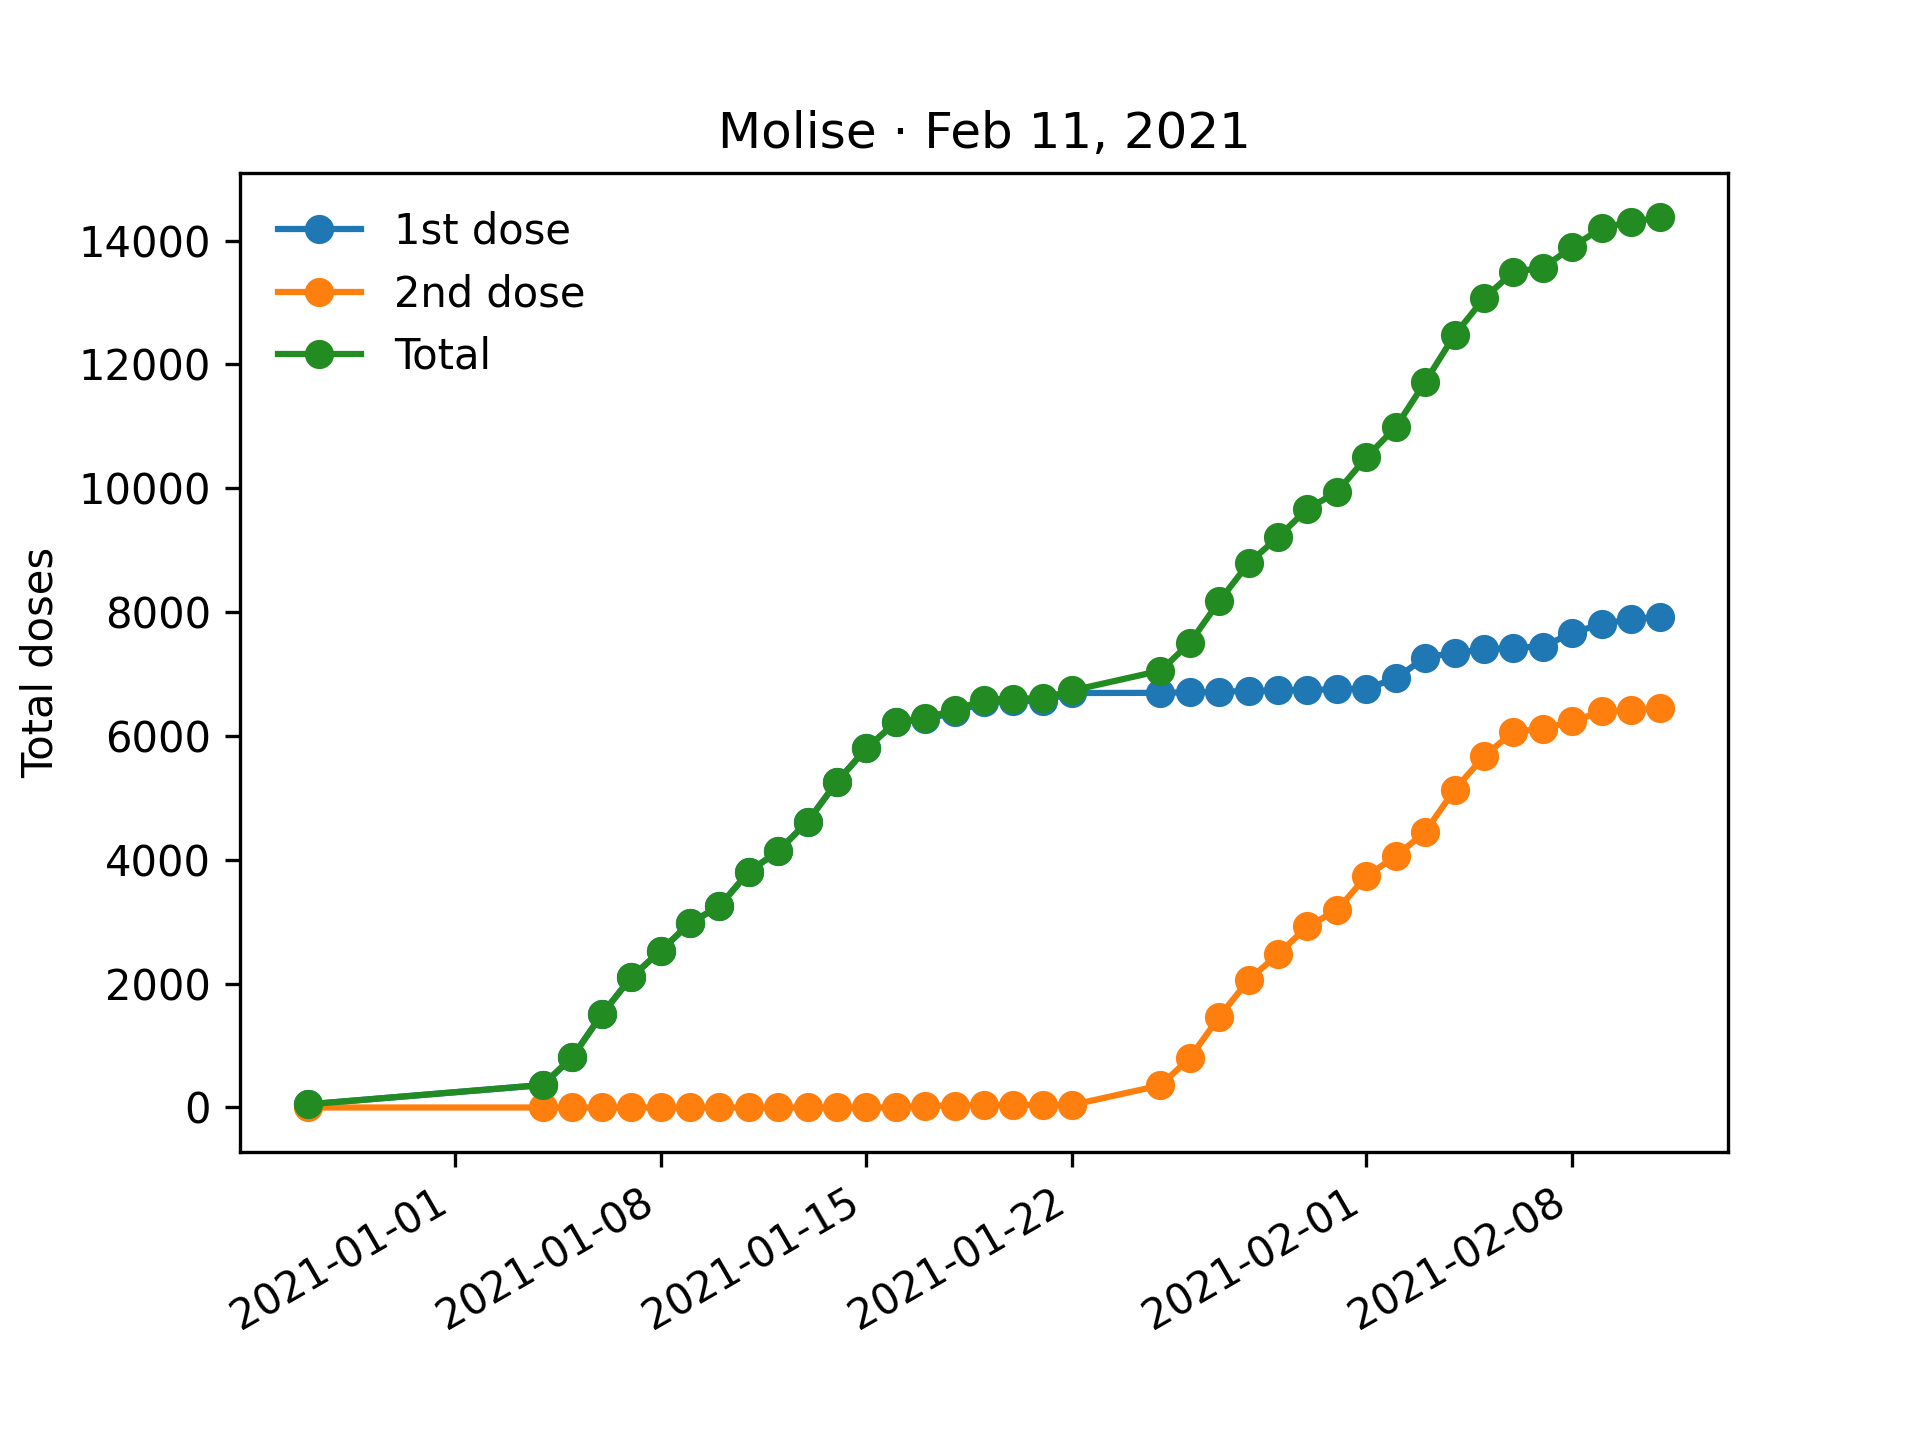 Molise · Feb 11, 2021
1st dose
2nd dose
Total
Total doses
14000
12000
10000
8000
6000
4000
2000
0
2021-01-01
2021-01-08
2021-01-15
2021-01-22
2021-02-01
2021-02-08